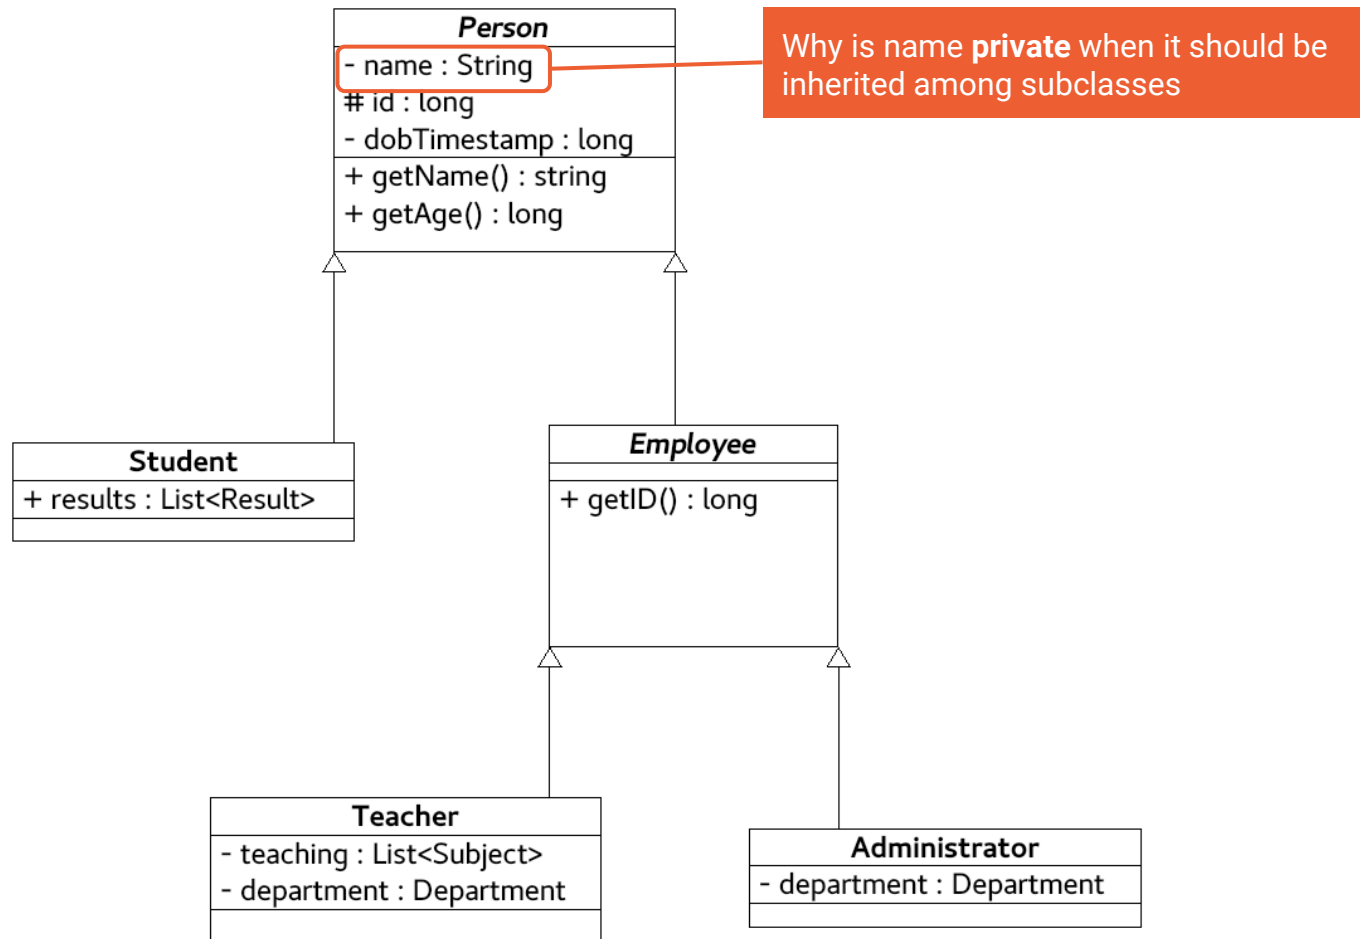 Person
- name : String
# id : long
- dobTimestamp : long
+ getName() : string
+ getAge() : long
Why is name private when it should be
inherited among subclasses
Student
+ results : List<Result>
Employee
+ getID() : long
Teacher
- teaching : List<Subject>
- department : Department
Administrator
- department : Department